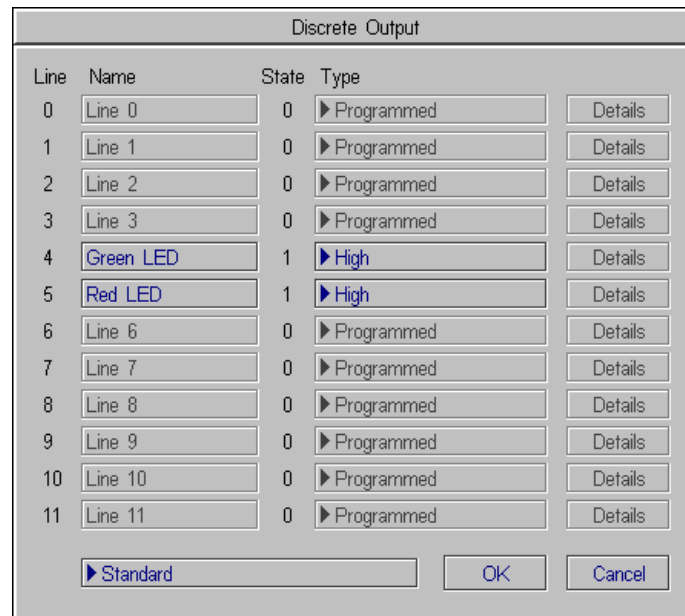 Discrete Output
Line Name State Type
0 Line 0 0 Programmed Details
1 Line 1 0 Programmed Details
2 Line 2 0 Programmed Details
3 Line 3 0 Programmed Details
4 Green LED 1 High Details
5 Red LED 1 High Details
6 Line 6 0 Programmed Details
7 Line 7 0 Programmed Details
8 Line 8 0 Programmed Details
9 Line 9 0 Programmed Details
10 Line 10 0 Programmed Details
11 Line 11 0 Programmed Details
Standard OK Cancel